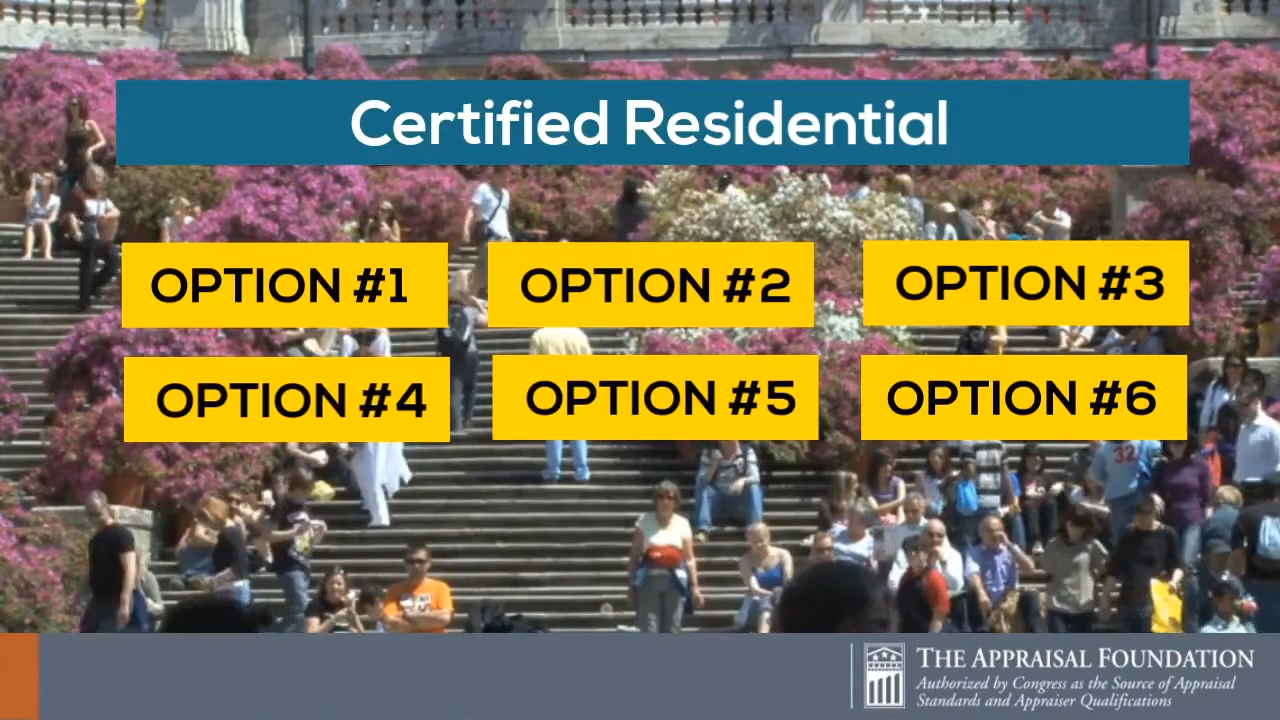 Certified Residential
OPTION #1
OPTION #2
OPTION #3
OPTION #4
OPTION #5
OPTION #6
32
THE APPRAISAL FOUNDATION
Authorized by Congress as the Source of Appraisal
Standards and Appraiser Qualifications